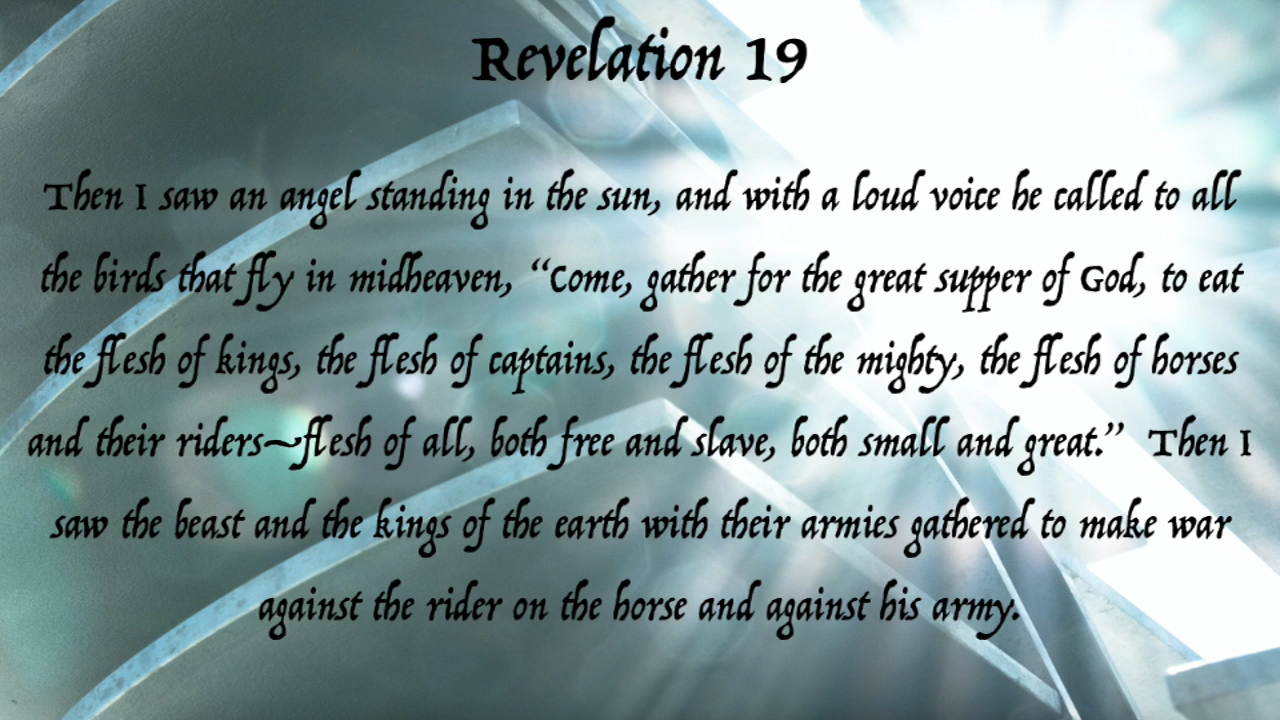 Revelation 19
Then I saw an angel standing in the sun, and with a loud voice he called to all
the birds that fly in midheaven, “Come, gather for the great supper of God, to eat
the flesh of kings, the flesh of captains, the flesh of the mighty, the flesh of horses
and their riders~flesh of all, both free and slave, both small and great.” Then I
saw the beast and the kings of the earth with their armies gathered to make war
against the rider on the horse and against his army.